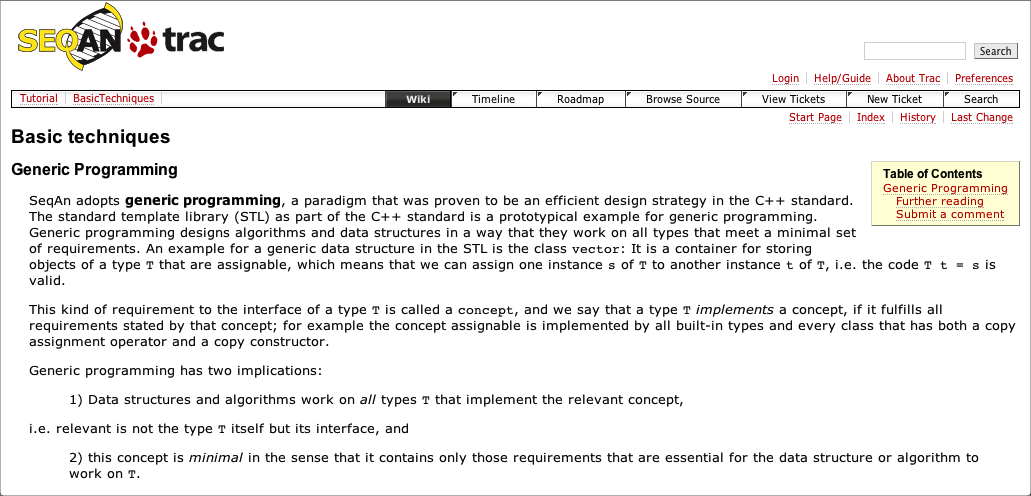 SEQAN trac
Search
Login Help/Guide About Trac Preferences
Tutorial BasicTechniques Wiki Timeline Roadmap Browse Source View Tickets New Ticket Search
Start Page Index History Last Change
Basic techniques
Generic Programming
Table of Contents
Generic Programming
Further reading
Submit a comment
SeqAn adopts generic programming, a paradigm that was proven to be an efficient design strategy in the C++ standard.
The standard template library (STL) as part of the C++ standard is a prototypical example for generic programming.
Generic programming designs algorithms and data structures in a way that they work on all types that meet a minimal set
of requirements. An example for a generic data structure in the STL is the class vector: It is a container for storing
objects of a type T that are assignable, which means that we can assign one instance s of T to another instance t of T, i.e. the code T t = s is
valid.
This kind of requirement to the interface of a type T is called a concept, and we say that a type T implements a concept, if it fulfills all
requirements stated by that concept; for example the concept assignable is implemented by all built-in types and every class that has both a copy
assignment operator and a copy constructor.
Generic programming has two implications:
1) Data structures and algorithms work on all types T that implement the relevant concept,
i.e. relevant is not the type T itself but its interface, and
2) this concept is minimal in the sense that it contains only those requirements that are essential for the data structure or algorithm to
work on T.